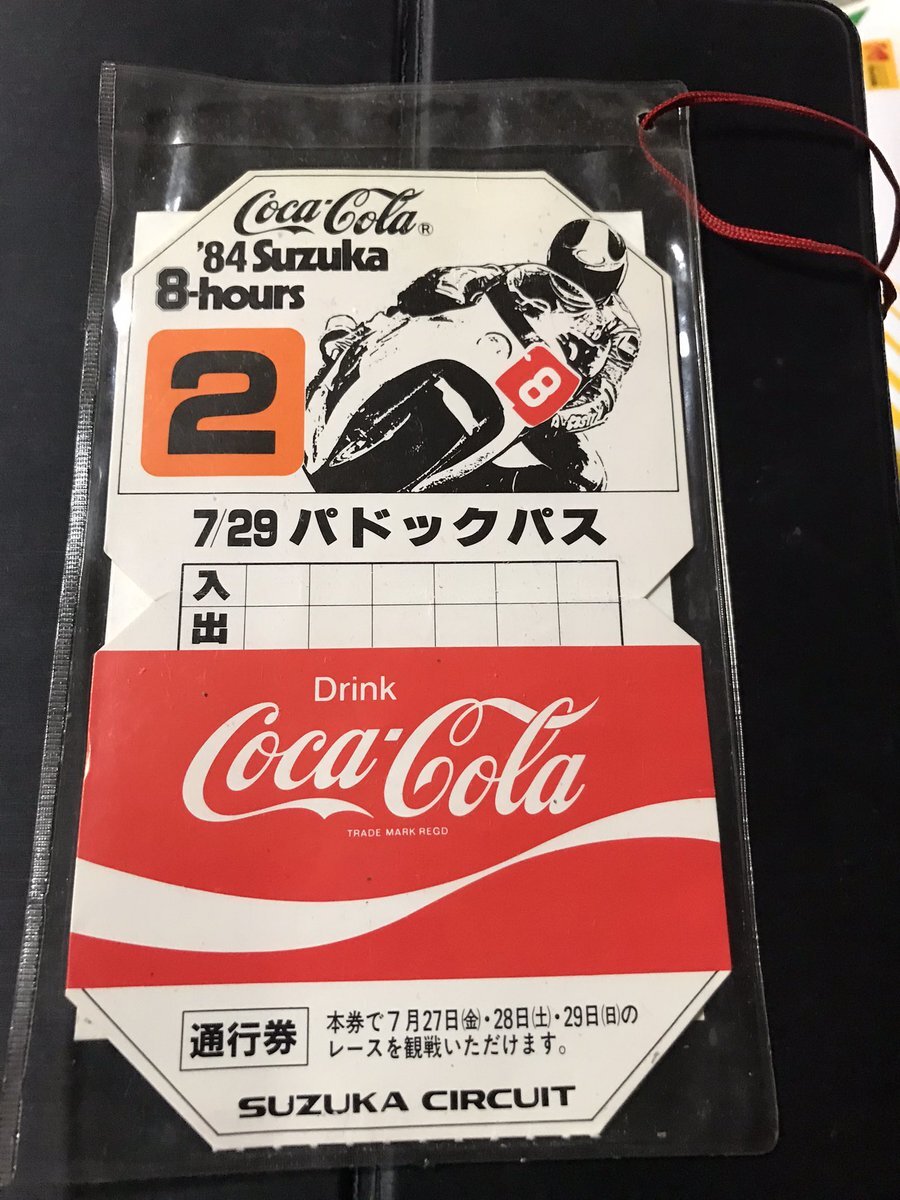 Coca-Cola®
'84 Suzuka
8-hours
2
8
7/29 パドックパス
入
出
Drink
Coca-Cola
TRADE MARK REGD
通行券
本券で7月27日㈮・28日㈯・29日㈰の
レースを観戦いただけます。
SUZUKA CIRCUIT